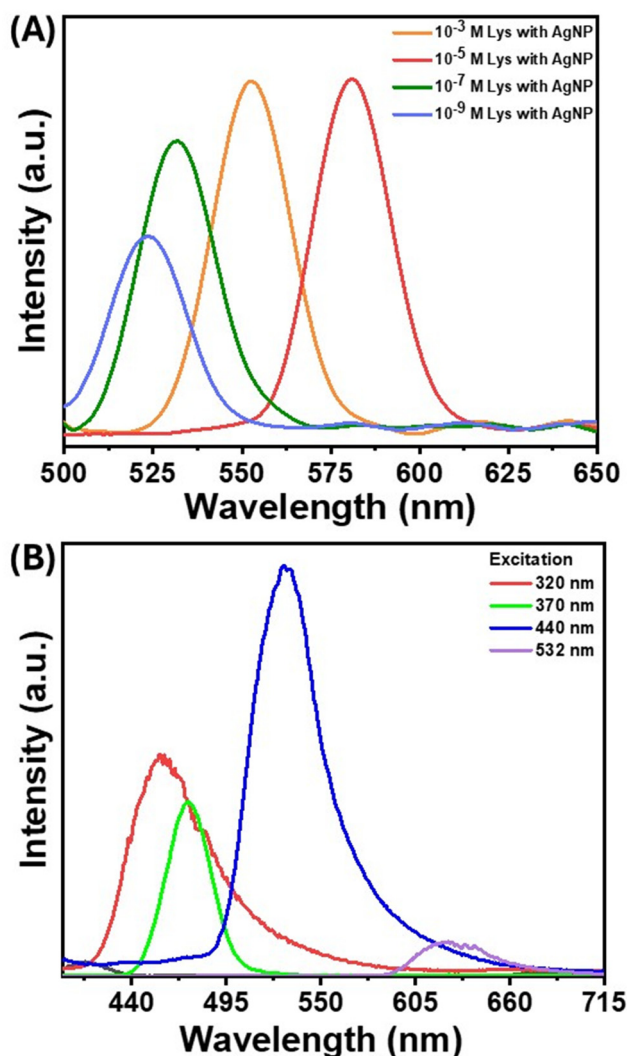 (A)
10⁻³ M Lys with AgNP
10⁻⁵ M Lys with AgNP
10⁻⁷ M Lys with AgNP
10⁻⁹ M Lys with AgNP
Intensity (a.u.)
500 525 550 575 600 625 650
Wavelength (nm)
(B)
Excitation
320 nm
370 nm
440 nm
532 nm
Intensity (a.u.)
440 495 550 605 660 715
Wavelength (nm)